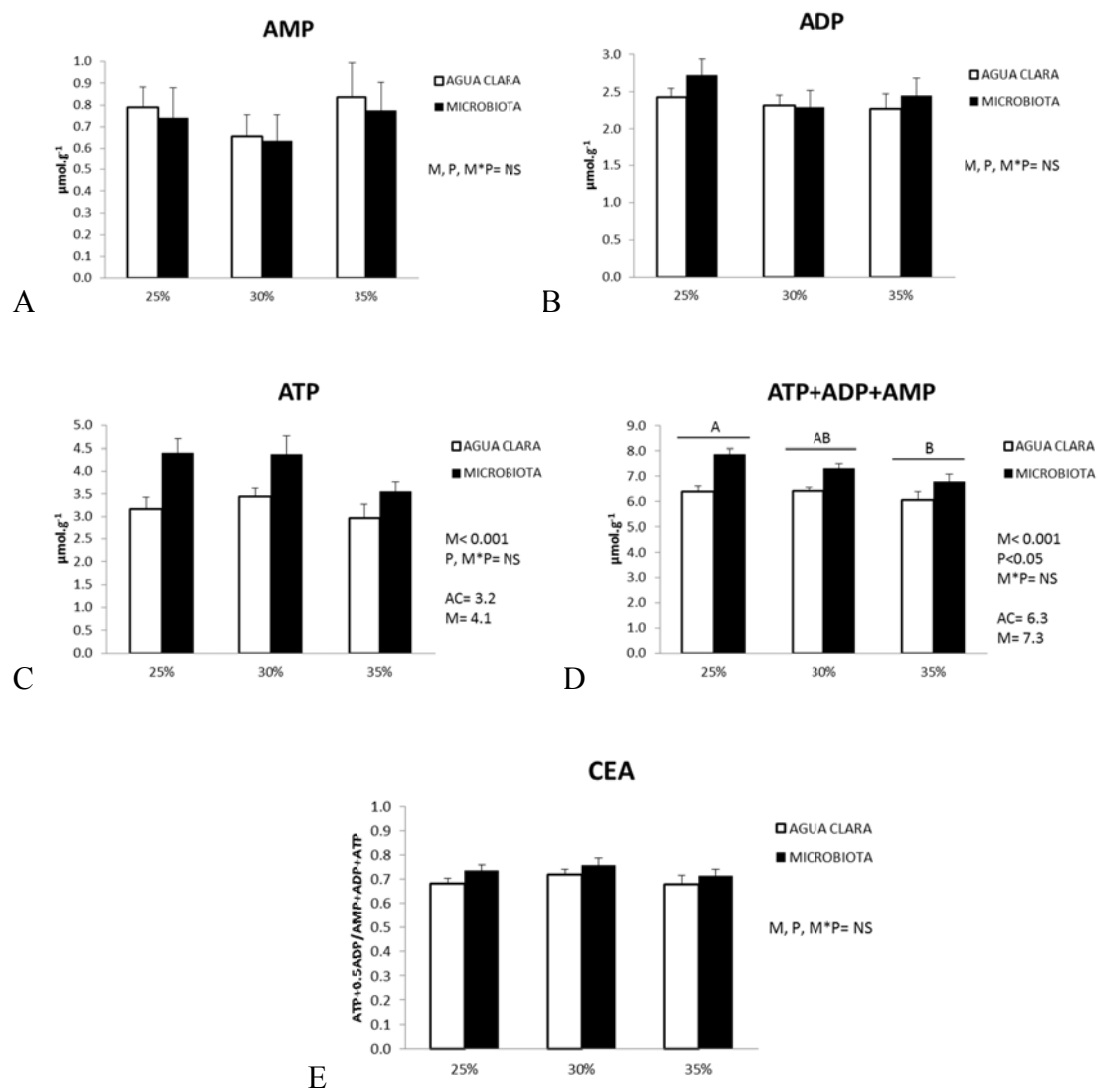 AMP
1.0
0.9
0.8
0.7
0.6
0.5
0.4
0.3
0.2
0.1
0.0
µmol.g-1
25%
30%
35%
AGUA CLARA
MICROBIOTA
M, P, M*P= NS
A
ADP
3.0
2.5
2.0
1.5
1.0
0.5
0.0
µmol.g-1
25%
30%
35%
AGUA CLARA
MICROBIOTA
M, P, M*P= NS
B
ATP
5.0
4.5
4.0
3.5
3.0
2.5
2.0
1.5
1.0
0.5
0.0
µmol.g-1
25%
30%
35%
AGUA CLARA
MICROBIOTA
M< 0.001
P, M*P= NS
AC= 3.2
M= 4.1
C
ATP+ADP+AMP
9.0
8.0
7.0
6.0
5.0
4.0
3.0
2.0
1.0
0.0
µmol.g-1
A
AB
B
25%
30%
35%
AGUA CLARA
MICROBIOTA
M< 0.001
P<0.05
M*P= NS
AC= 6.3
M= 7.3
D
CEA
1.0
0.9
0.8
0.7
0.6
0.5
0.4
0.3
0.2
0.1
0.0
ATP+0.5ADP/AMP+ADP+ATP
25%
30%
35%
AGUA CLARA
MICROBIOTA
M, P, M*P= NS
E